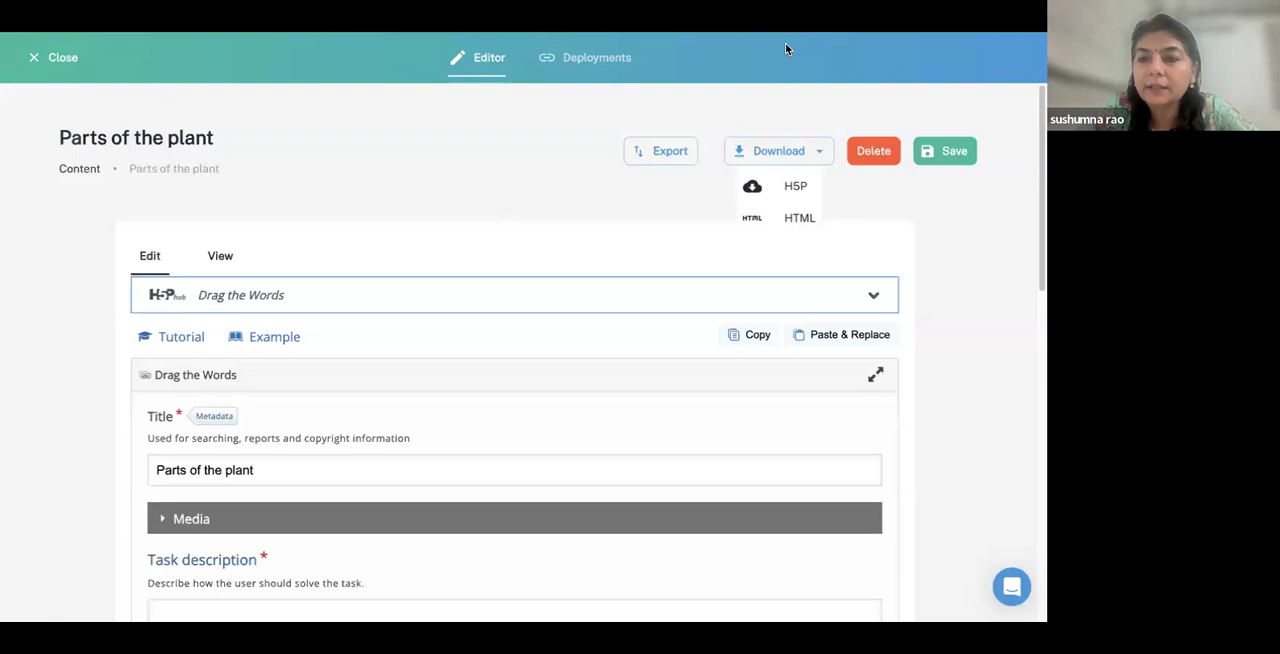 Close
Editor
Deployments
sushumna rao
Parts of the plant
Content • Parts of the plant
Export
Download
Delete
Save
H5P
HTML HTML
Edit
View
H5P hub Drag the Words
Tutorial
Example
Copy
Paste & Replace
Drag the Words
Title * Metadata
Used for searching, reports and copyright information
Parts of the plant
Media
Task description *
Describe how the user should solve the task.